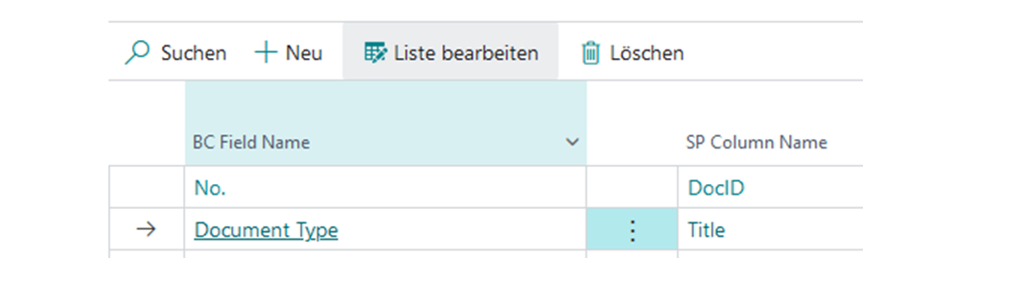 Suchen Neu Liste bearbeiten Löschen
BC Field Name SP Column Name
No. DocID
Document Type Title